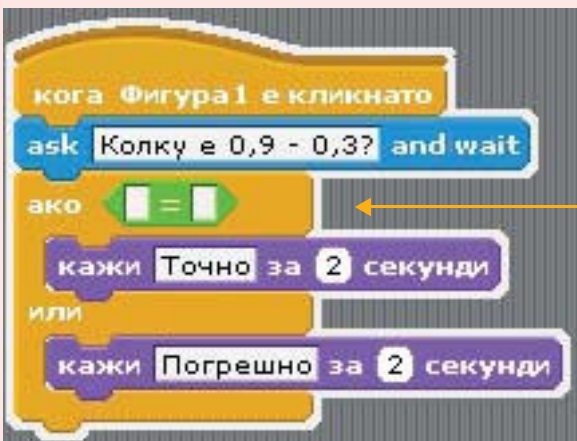 кога Фигура1 е кликнато
ask Колку е 0,9 - 0,3? and wait
ако =
кажи Точно за 2 секунди
или
кажи Погрешно за 2 секунди